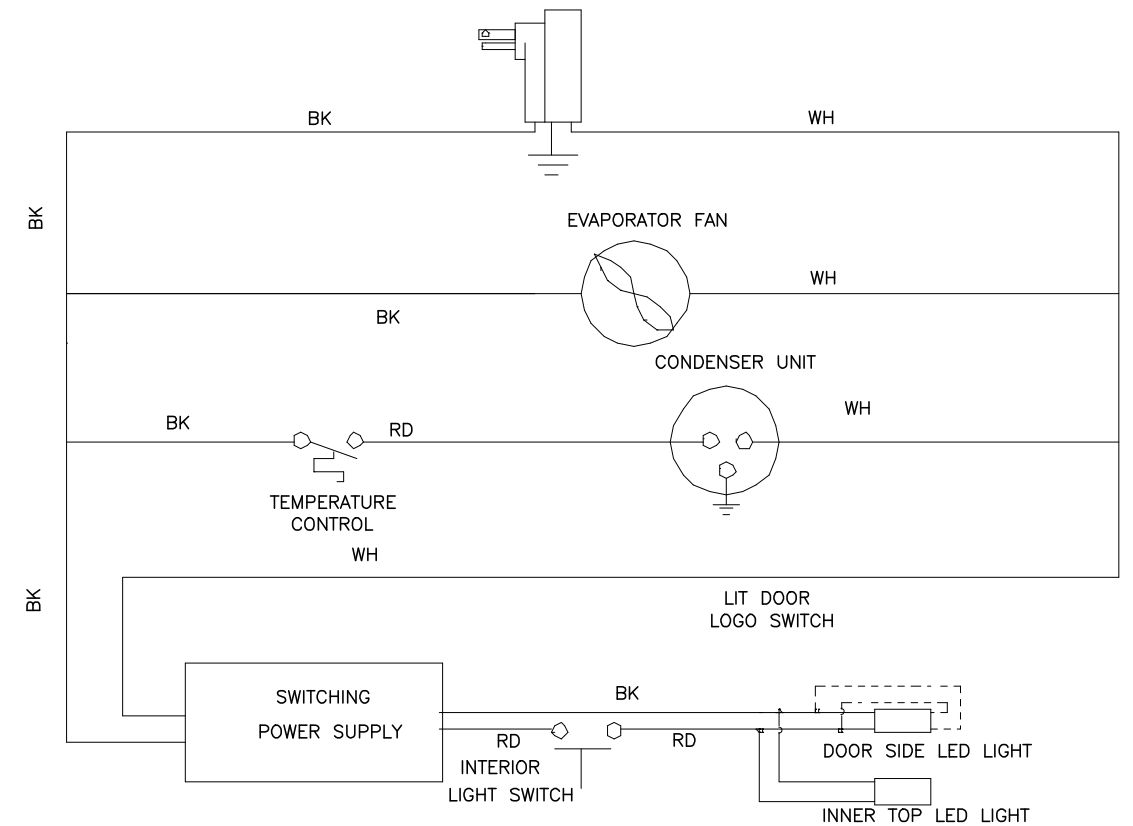 BK
WH
BK
EVAPORATOR FAN
WH
BK
CONDENSER UNIT
WH
BK
RD
TEMPERATURE
CONTROL
WH
BK
LIT DOOR
LOGO SWITCH
SWITCHING
POWER SUPPLY
BK
RD
RD
INTERIOR
LIGHT SWITCH
DOOR SIDE LED LIGHT
INNER TOP LED LIGHT